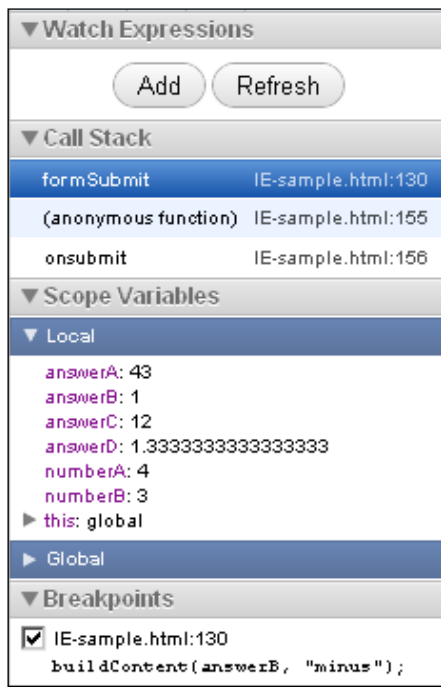 Watch Expressions
Add Refresh
Call Stack
formSubmit IE-sample.html:130
(anonymous function) IE-sample.html:155
onsubmit IE-sample.html:156
Scope Variables
Local
answerA: 43
answerB: 1
answerC: 12
answerD: 1.3333333333333333
numberA: 4
numberB: 3
this: global
Global
Breakpoints
IE-sample.html:130
buildContent(answerB, "minus");